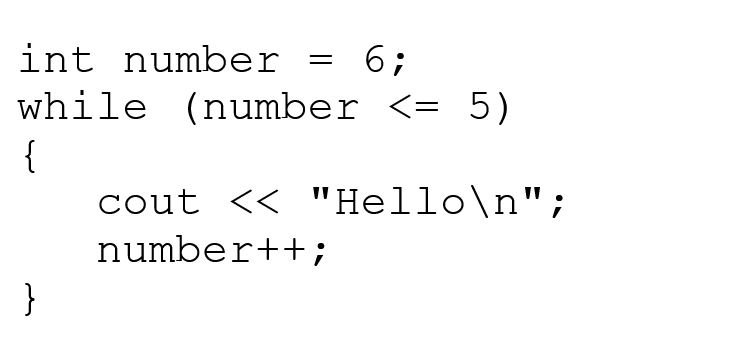 int number = 6;
while (number <= 5)
{
   cout << "Hello\n";
   number++;
}